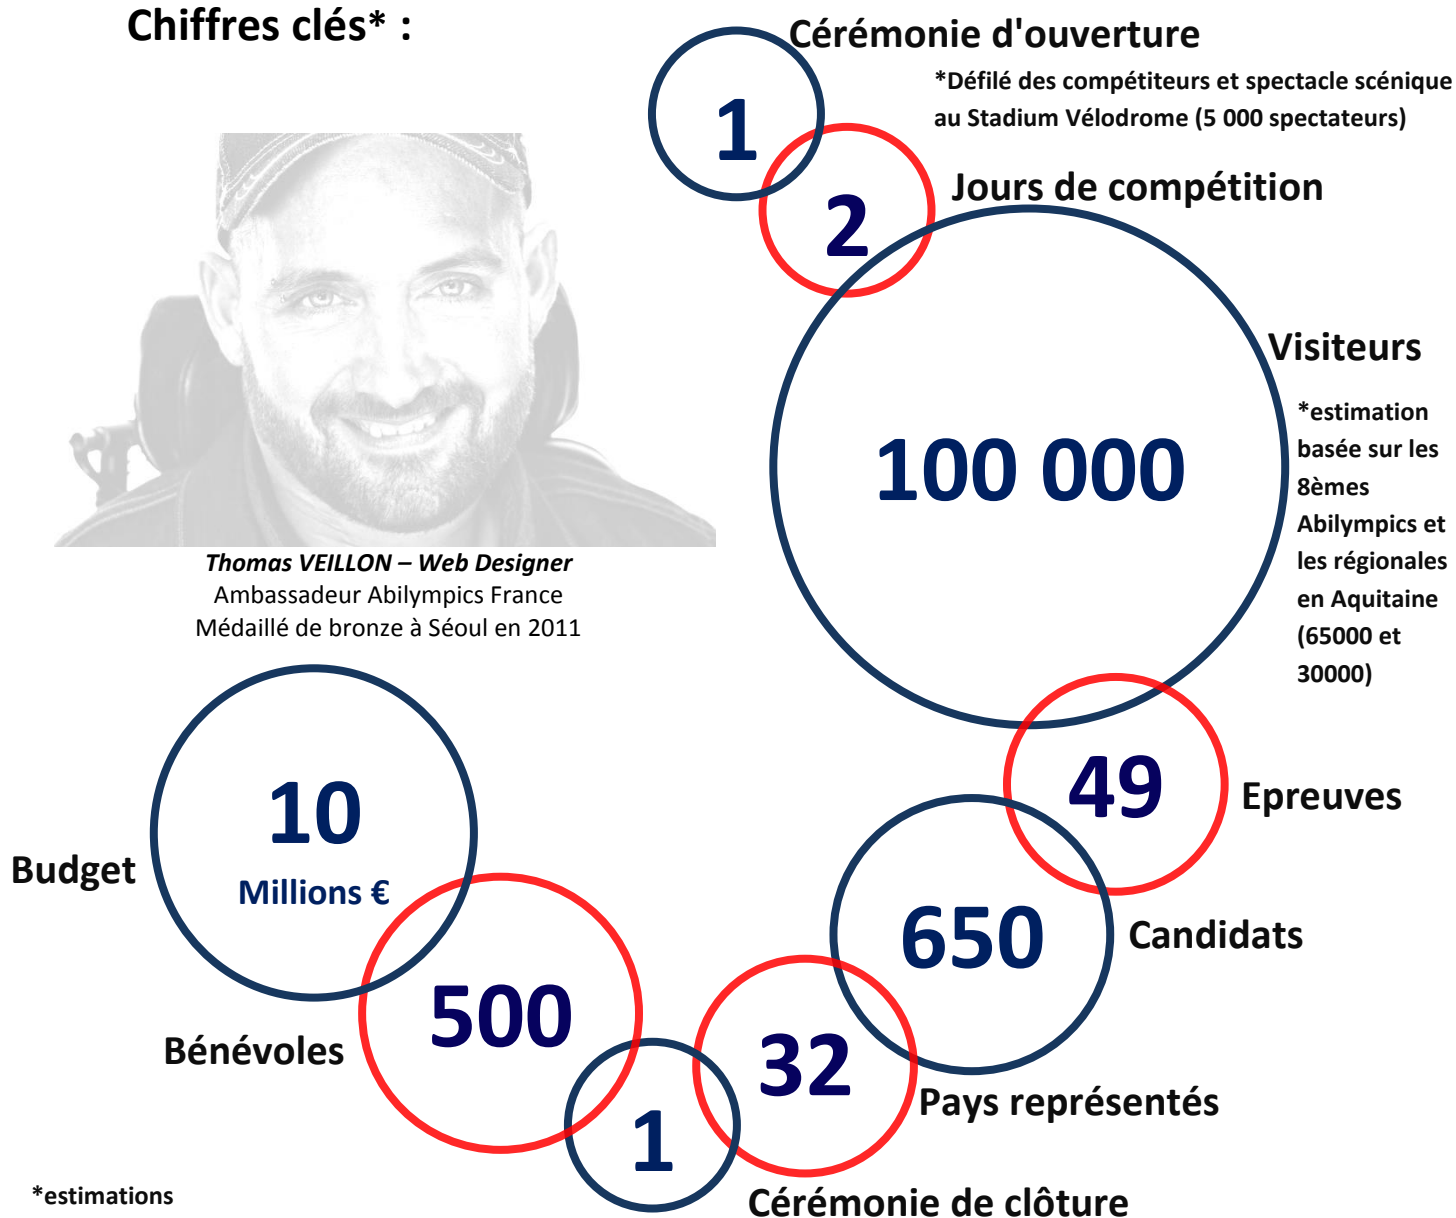 Chiffres clés* :
1
Cérémonie d'ouverture
*Défilé des compétiteurs et spectacle scénique
au Stadium Vélodrome (5 000 spectateurs)
2
Jours de compétition
100 000
Visiteurs
*estimation
basée sur les
8èmes
Abilympics et
les régionales
en Aquitaine
(65000 et
30000)
Thomas VEILLON – Web Designer
Ambassadeur Abilympics France
Médaillé de bronze à Séoul en 2011
49
Epreuves
650
Candidats
32
Pays représentés
1
Cérémonie de clôture
500
Bénévoles
10
Millions €
Budget
*estimations